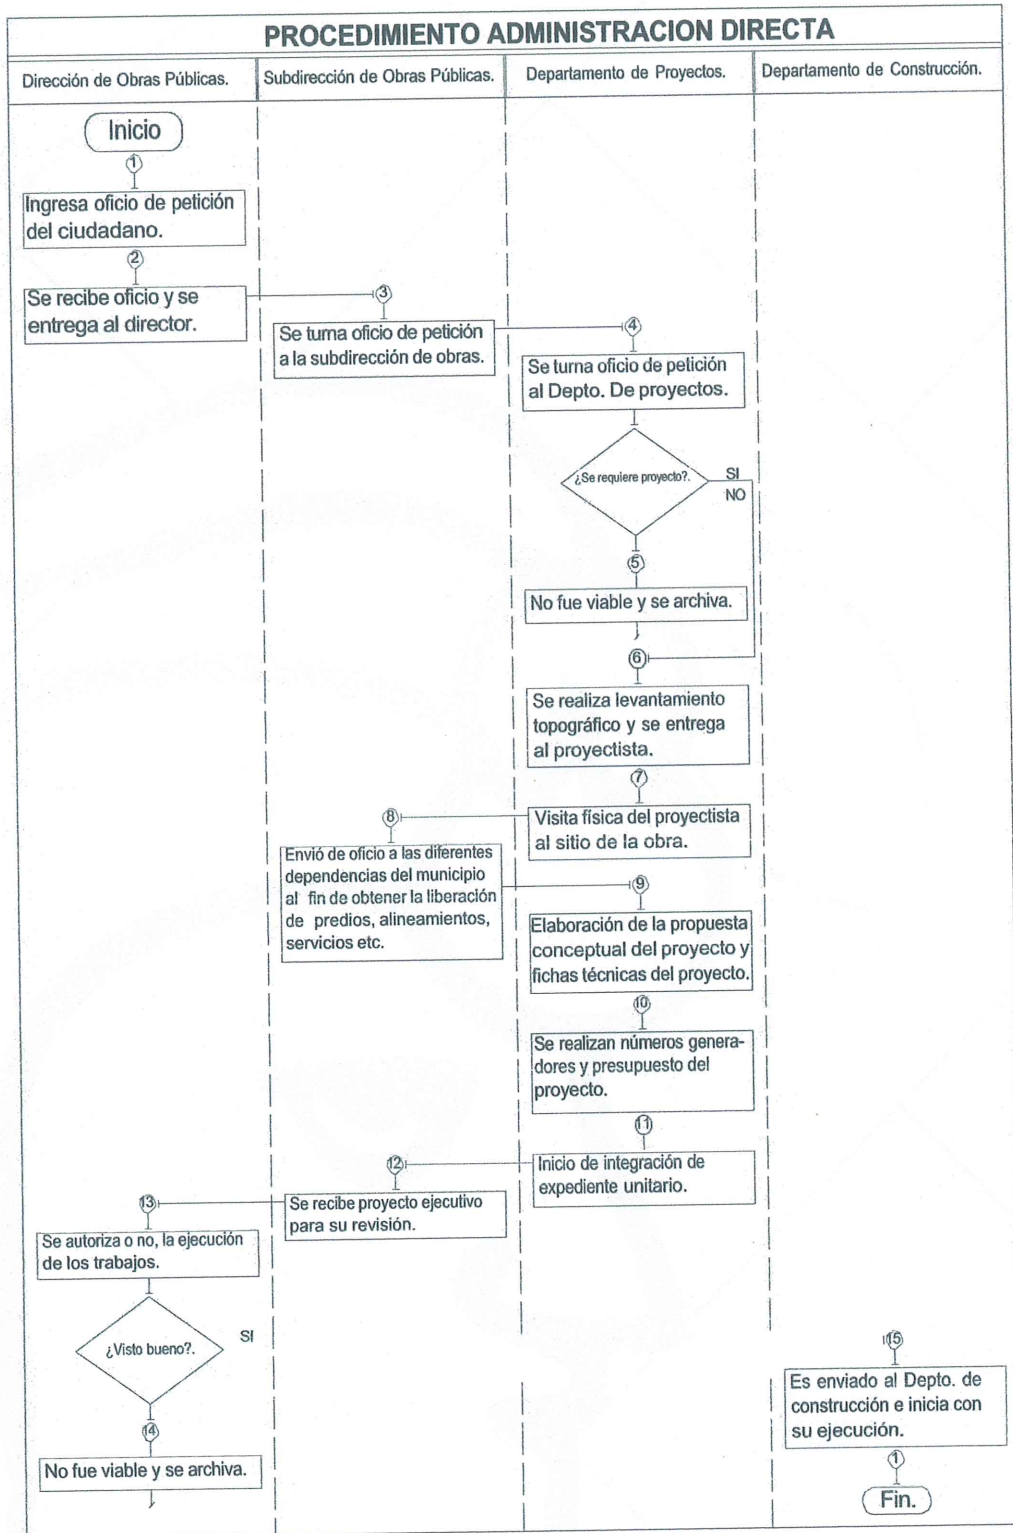 PROCEDIMIENTO ADMINISTRACION DIRECTA
Dirección de Obras Públicas.
Subdirección de Obras Públicas.
Departamento de Proyectos.
Departamento de Construcción.
Inicio
1
Ingresa oficio de petición
del ciudadano.
2
Se recibe oficio y se
entrega al director.
3
Se turna oficio de petición
a la subdirección de obras.
4
Se turna oficio de petición
al Depto. De proyectos.
¿Se requiere proyecto?.
SI
NO
5
No fue viable y se archiva.
6
Se realiza levantamiento
topográfico y se entrega
al proyectista.
7
Visita física del proyectista
al sitio de la obra.
8
Envió de oficio a las diferentes
dependencias del municipio
al fin de obtener la liberación
de predios, alineamientos,
servicios etc.
9
Elaboración de la propuesta
conceptual del proyecto y
fichas técnicas del proyecto.
10
Se realizan números genera-
dores y presupuesto del
proyecto.
11
Inicio de integración de
expediente unitario.
12
Se recibe proyecto ejecutivo
para su revisión.
13
Se autoriza o no, la ejecución
de los trabajos.
¿Visto bueno?.
SI
14
No fue viable y se archiva.
15
Es enviado al Depto. de
construcción e inicia con
su ejecución.
1
Fin.